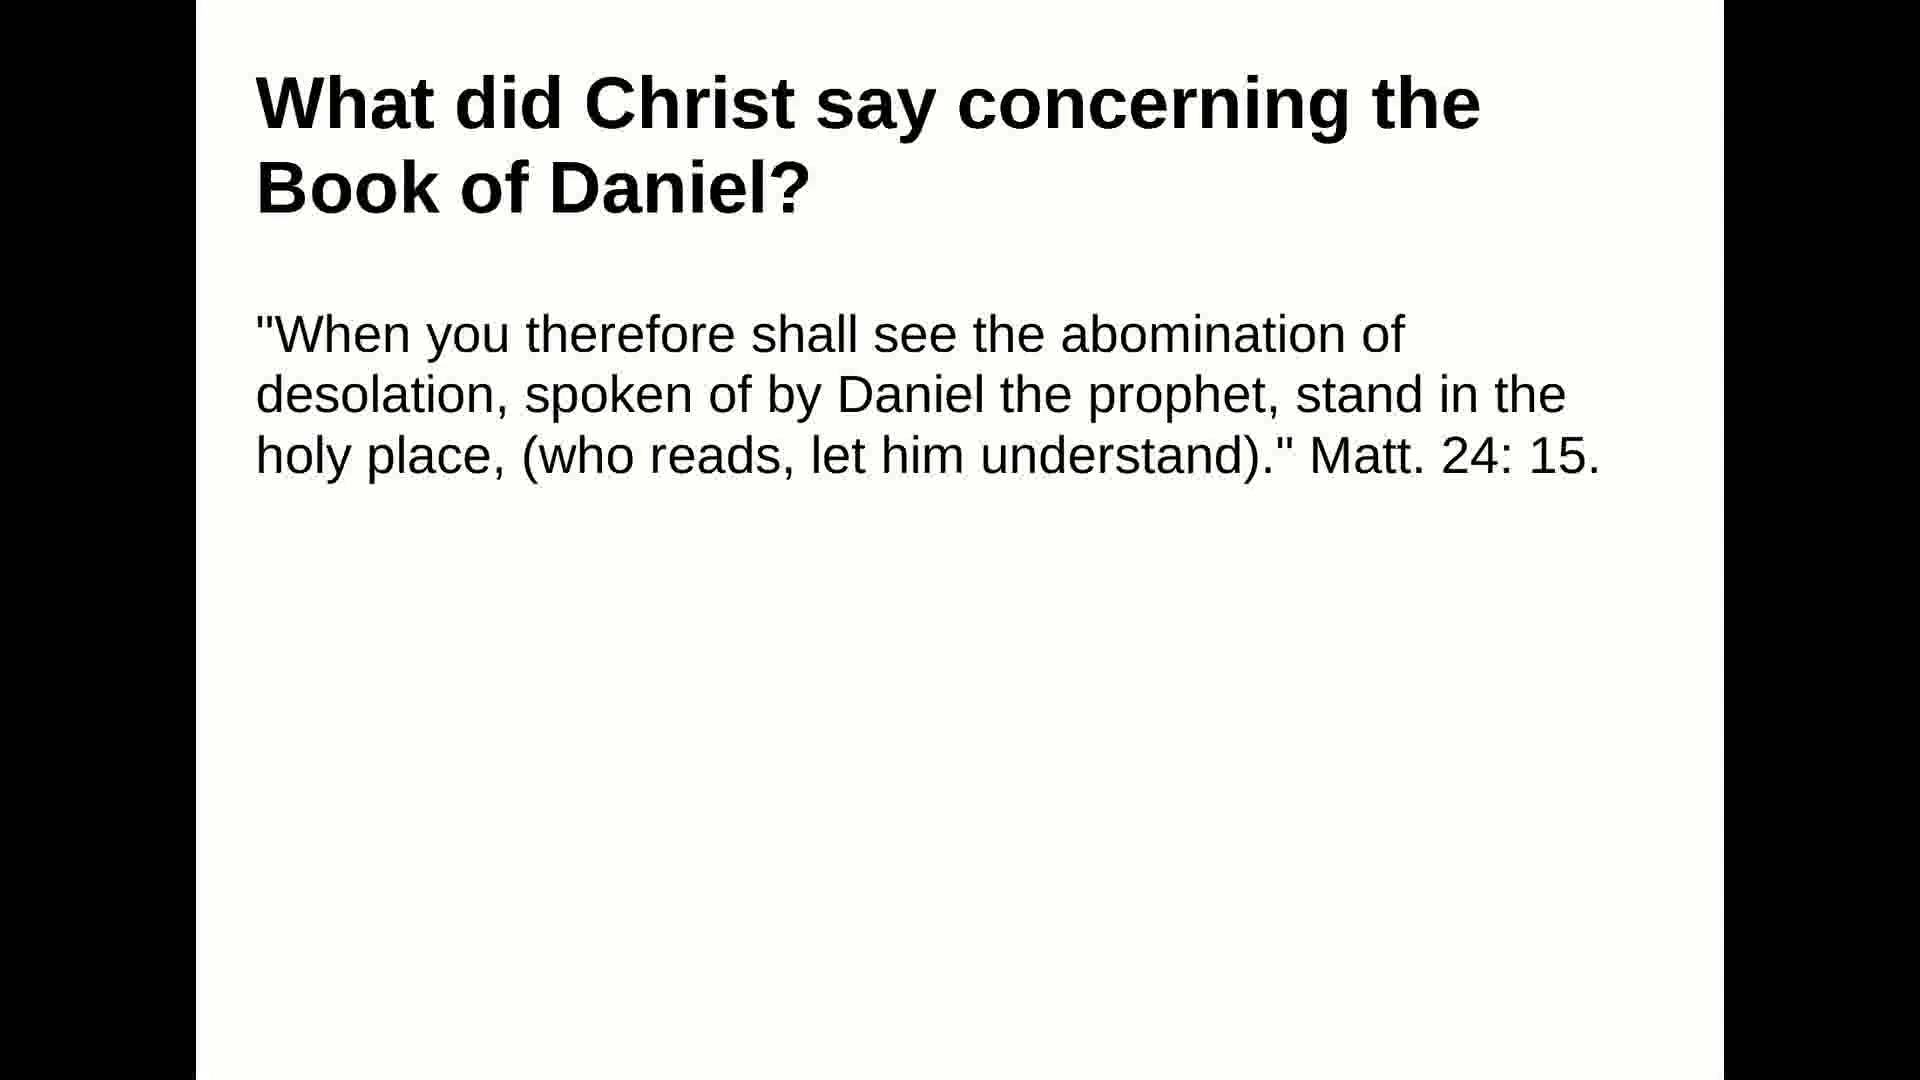 What did Christ say concerning the
Book of Daniel?
"When you therefore shall see the abomination of
desolation, spoken of by Daniel the prophet, stand in the
holy place, (who reads, let him understand)." Matt. 24: 15.